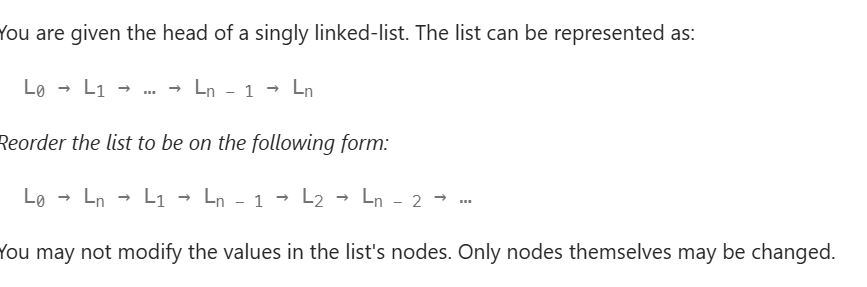 You are given the head of a singly linked-list. The list can be represented as:
L0 → L1 → … → Ln - 1 → Ln
Reorder the list to be on the following form:
L0 → Ln → L1 → Ln - 1 → L2 → Ln - 2 → …
You may not modify the values in the list's nodes. Only nodes themselves may be changed.